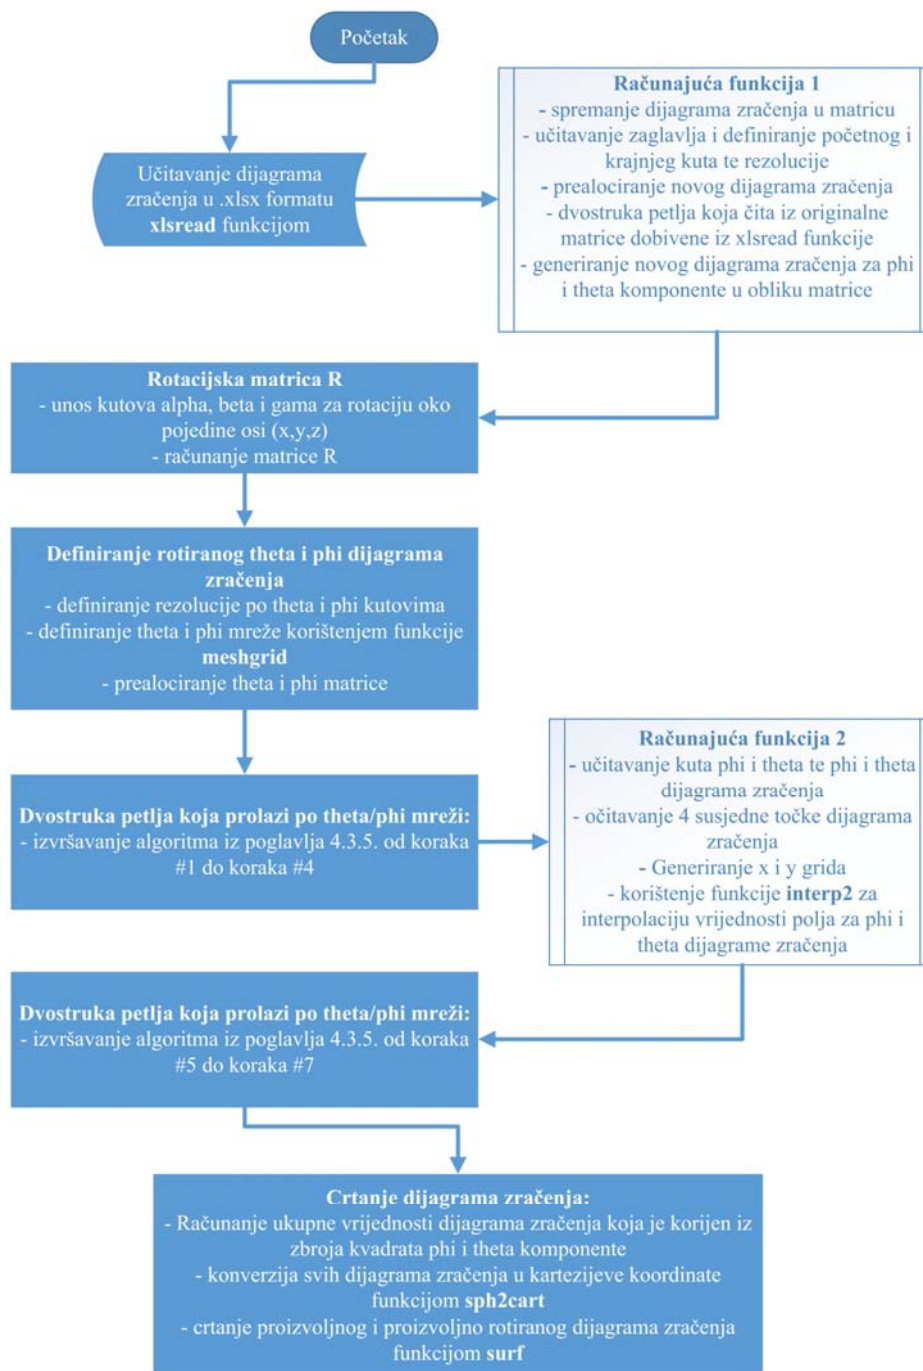 Početak
Učitavanje dijagrama
zračenja u .xlsx formatu
xlsread funkcijom
Računajuća funkcija 1
- spremanje dijagrama zračenja u matricu
- učitavanje zaglavlja i definiranje početnog i
krajnjeg kuta te rezolucije
- prealociranje novog dijagrama zračenja
- dvostruka petlja koja čita iz originalne
matrice dobivene iz xlsread funkcije
- generiranje novog dijagrama zračenja za phi
i theta komponente u obliku matrice
Rotacijska matrica R
- unos kutova alpha, beta i gama za rotaciju oko
pojedine osi (x,y,z)
- računanje matrice R
Definiranje rotiranog theta i phi dijagrama
zračenja
- definiranje rezolucije po theta i phi kutovima
- definiranje theta i phi mreže korištenjem funkcije
meshgrid
- prealociranje theta i phi matrice
Dvostruka petlja koja prolazi po theta/phi mreži:
- izvršavanje algoritma iz poglavlja 4.3.5. od koraka
#1 do koraka #4
Računajuća funkcija 2
- učitavanje kuta phi i theta te phi i theta
dijagrama zračenja
- očitavanje 4 susjedne točke dijagrama
zračenja
- Generiranje x i y grida
- korištenje funkcije interp2 za
interpolaciju vrijednosti polja za phi i
theta dijagrame zračenja
Dvostruka petlja koja prolazi po theta/phi mreži:
- izvršavanje algoritma iz poglavlja 4.3.5. od koraka
#5 do koraka #7
Crtanje dijagrama zračenja:
- Računanje ukupne vrijednosti dijagrama zračenja koja je korijen iz
zbroja kvadrata phi i theta komponente
- konverzija svih dijagrama zračenja u kartezijeve koordinate
funkcijom sph2cart
- crtanje proizvoljnog i proizvoljno rotiranog dijagrama zračenja
funkcijom surf